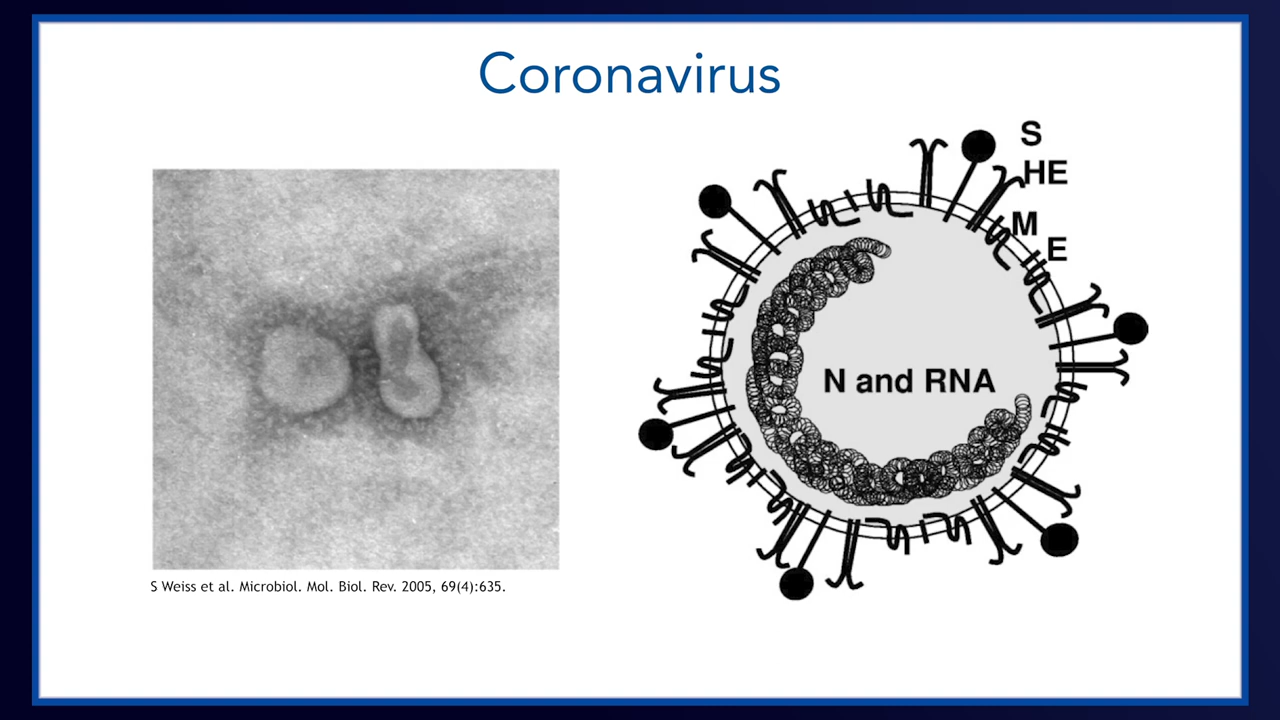 Coronavirus
S
HE
M
E
N and RNA
S Weiss et al. Microbiol. Mol. Biol. Rev. 2005, 69(4):635.